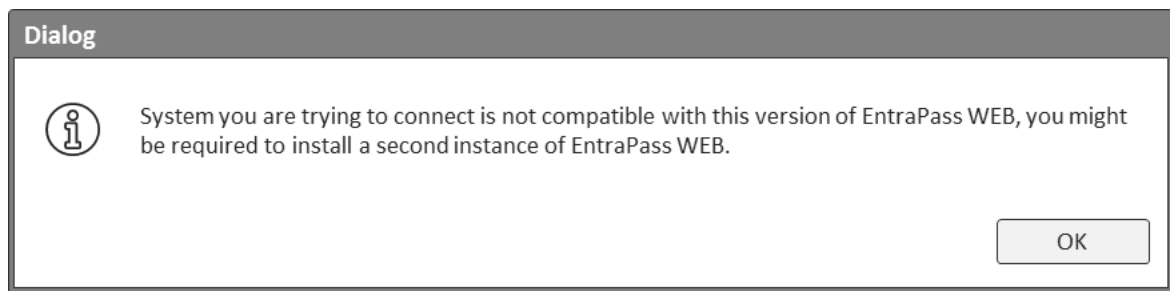 Dialog
System you are trying to connect is not compatible with this version of EntraPass WEB, you might
be required to install a second instance of EntraPass WEB.
OK